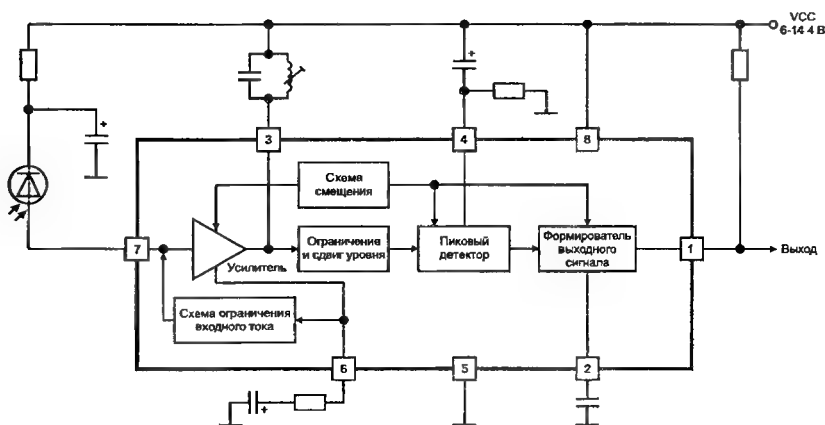 VCC
6-14 4 В
3
4
8
Схема
смещения
7
Усилитель
Ограничение
и сдвиг уровня
Пиковый
детектор
Формирователь
выходного
сигнала
1
Выход
Схема ограничения
входного тока
6
5
2
+
+
+